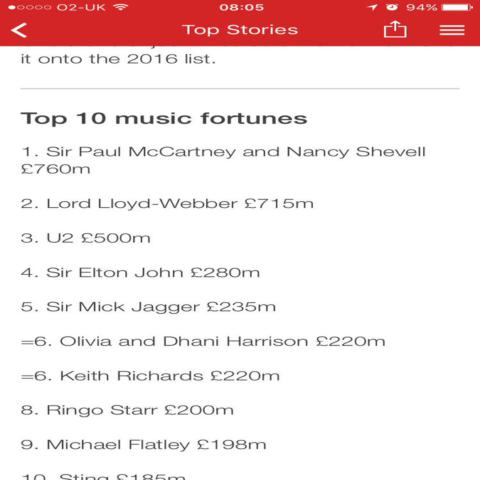 O2-UK 08:05 94%
Top Stories
it onto the 2016 list.
Top 10 music fortunes
1. Sir Paul McCartney and Nancy Shevell
£760m
2. Lord Lloyd-Webber £715m
3. U2 £500m
4. Sir Elton John £280m
5. Sir Mick Jagger £235m
=6. Olivia and Dhani Harrison £220m
=6. Keith Richards £220m
8. Ringo Starr £200m
9. Michael Flatley £198m
10. Sting £185m